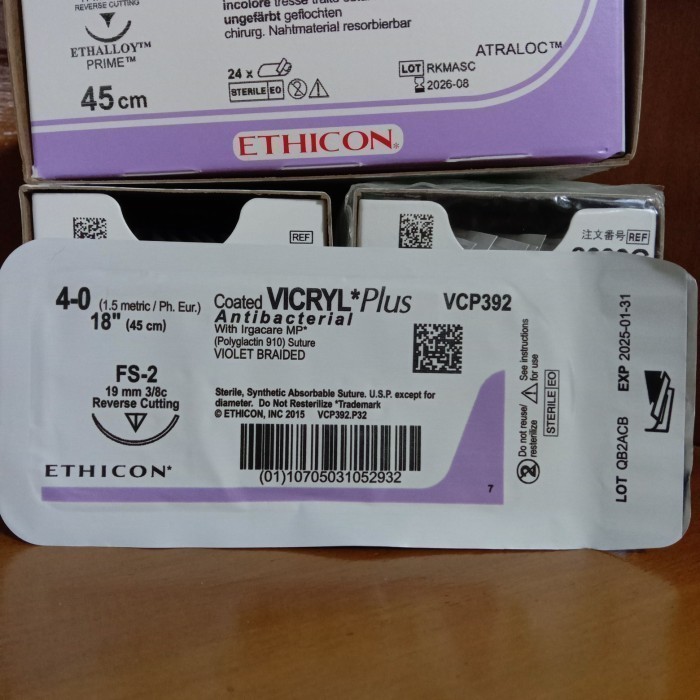 REVERSE CUTTING
ETHALLOY™
PRIME™
45 cm
ungefärbt geflochten
chirurg. Nahtmaterial resorbierbar
24 x
STERILE EO
ATRALOC™
LOT RKMASC
2026-08
ETHICON®
REF
注文番号 REF
4-0 (1.5 metric / Ph. Eur.)
18" (45 cm)
FS-2
19 mm 3/8c
Reverse Cutting
ETHICON*
Coated VICRYL* Plus
Antibacterial
With Irgacare MP*
(Polyglactin 910) Suture
VIOLET BRAIDED
VCP392
Sterile, Synthetic Absorbable Suture. U.S.P. except for
diameter. Do Not Resterilize *Trademark
© ETHICON, INC 2015 VCP392.P32
(01)10705031052932
7
Do not reuse/
resterilize
See instructions
for use
STERILE EO
LOT QB2ACB EXP 2025-01-31